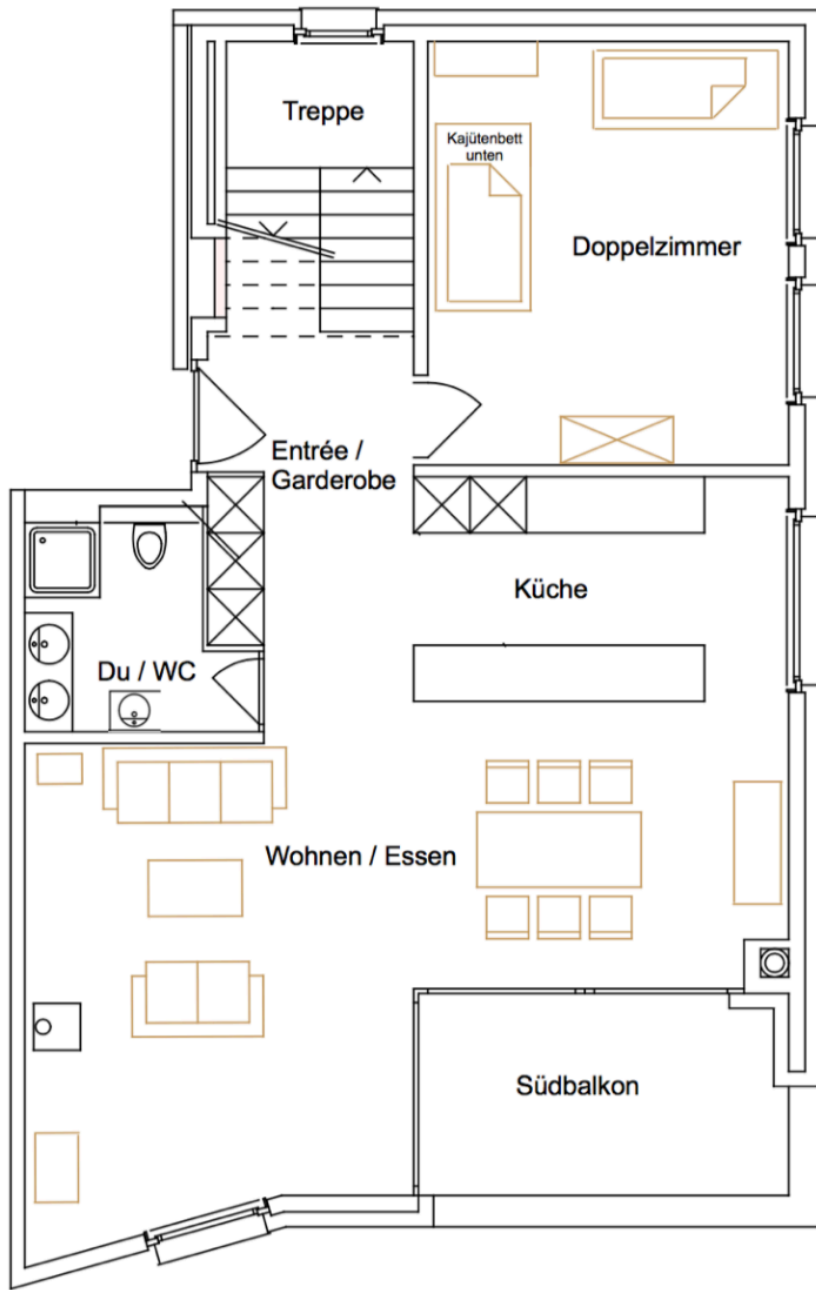 Treppe
Kajütenbett
unten
Doppelzimmer
Entrée /
Garderobe
Küche
Du / WC
Wohnen / Essen
Südbalkon